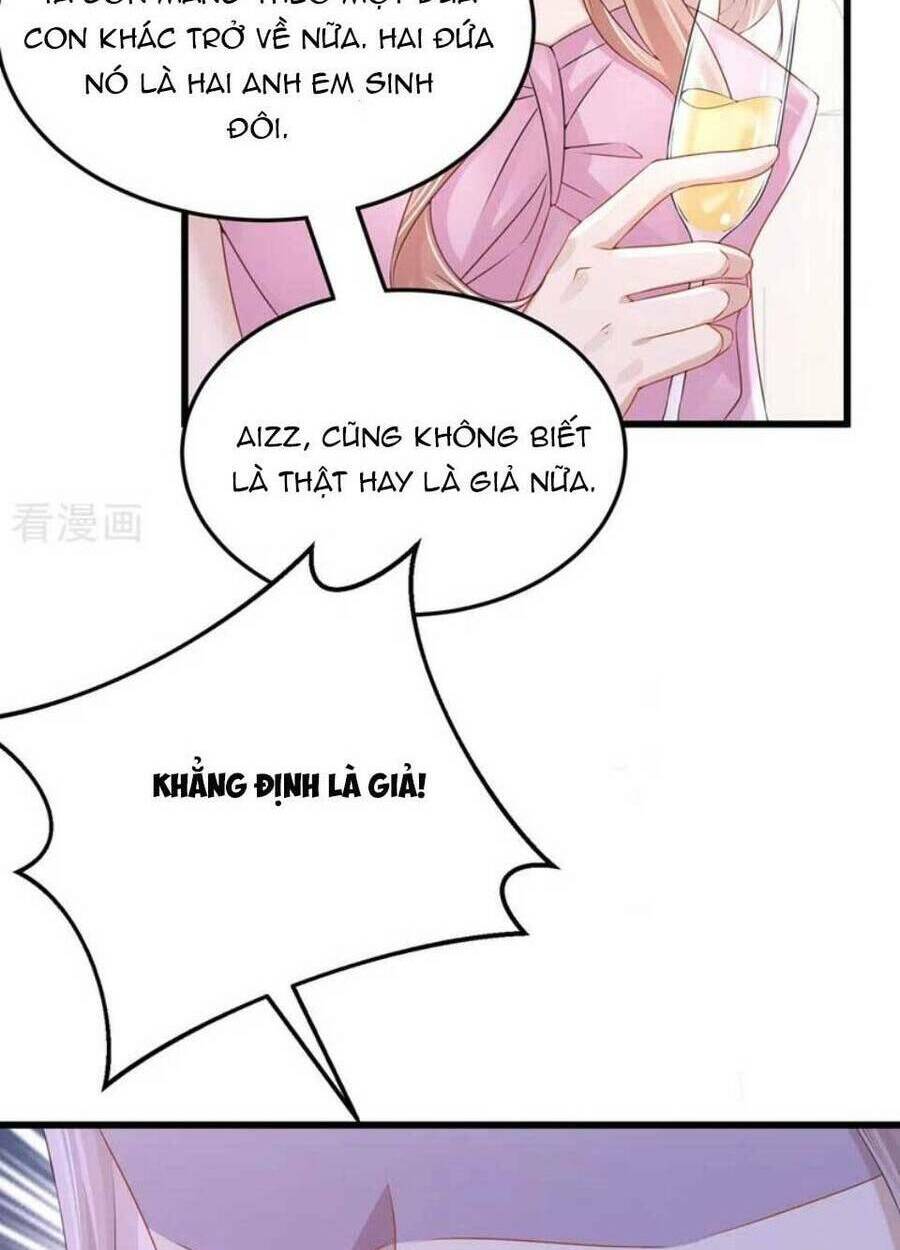 CON KHÁC TRỞ VỀ NỮA. HAI ĐỨA
NÓ LÀ HAI ANH EM SINH
ĐÔI.
AIZZ, CŨNG KHÔNG BIẾT
LÀ THẬT HAY LÀ GIẢ NỮA.
看漫画
KHẲNG ĐỊNH LÀ GIẢ!